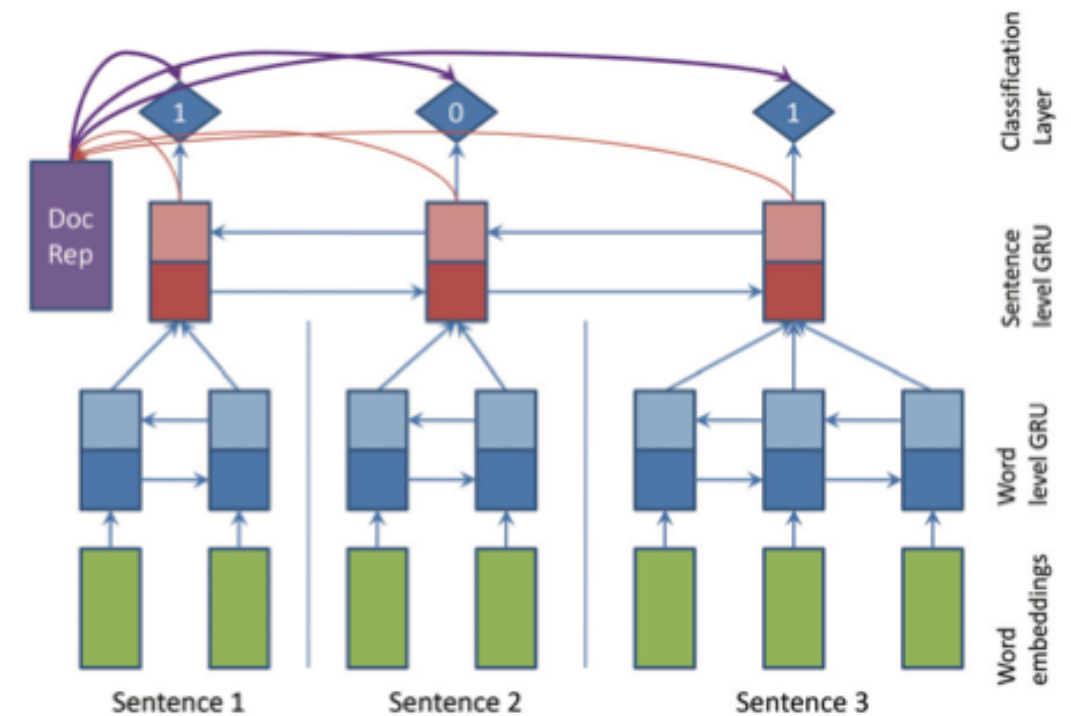 1
0
1
Classification
Layer
Doc
Rep
Sentence
level GRU
Word
level GRU
Word
embeddings
Sentence 1
Sentence 2
Sentence 3